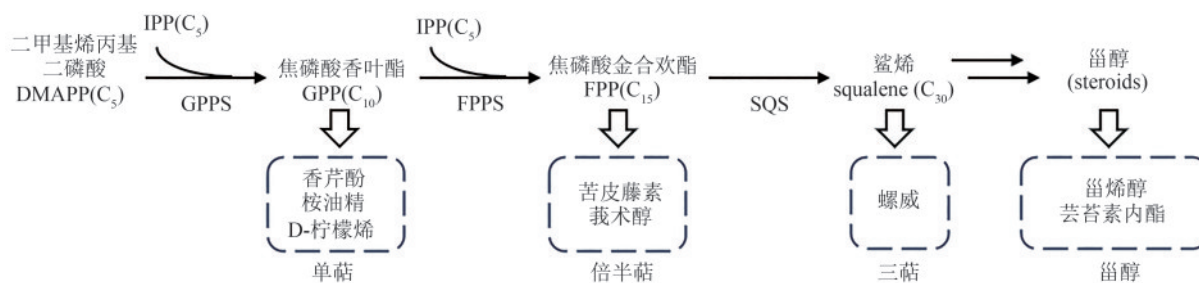 IPP(C₅)
IPP(C₅)
二甲基烯丙基
二磷酸
DMAPP(C₅)
GPPS
焦磷酸香叶酯
GPP(C₁₀)
FPPS
焦磷酸金合欢酯
FPP(C₁₅)
SQS
鲨烯
squalene (C₃₀)
甾醇
(steroids)
香芹酚
桉油精
D-柠檬烯
苦皮藤素
莪术醇
螺威
甾烯醇
芸苔素内酯
单萜
倍半萜
三萜
甾醇